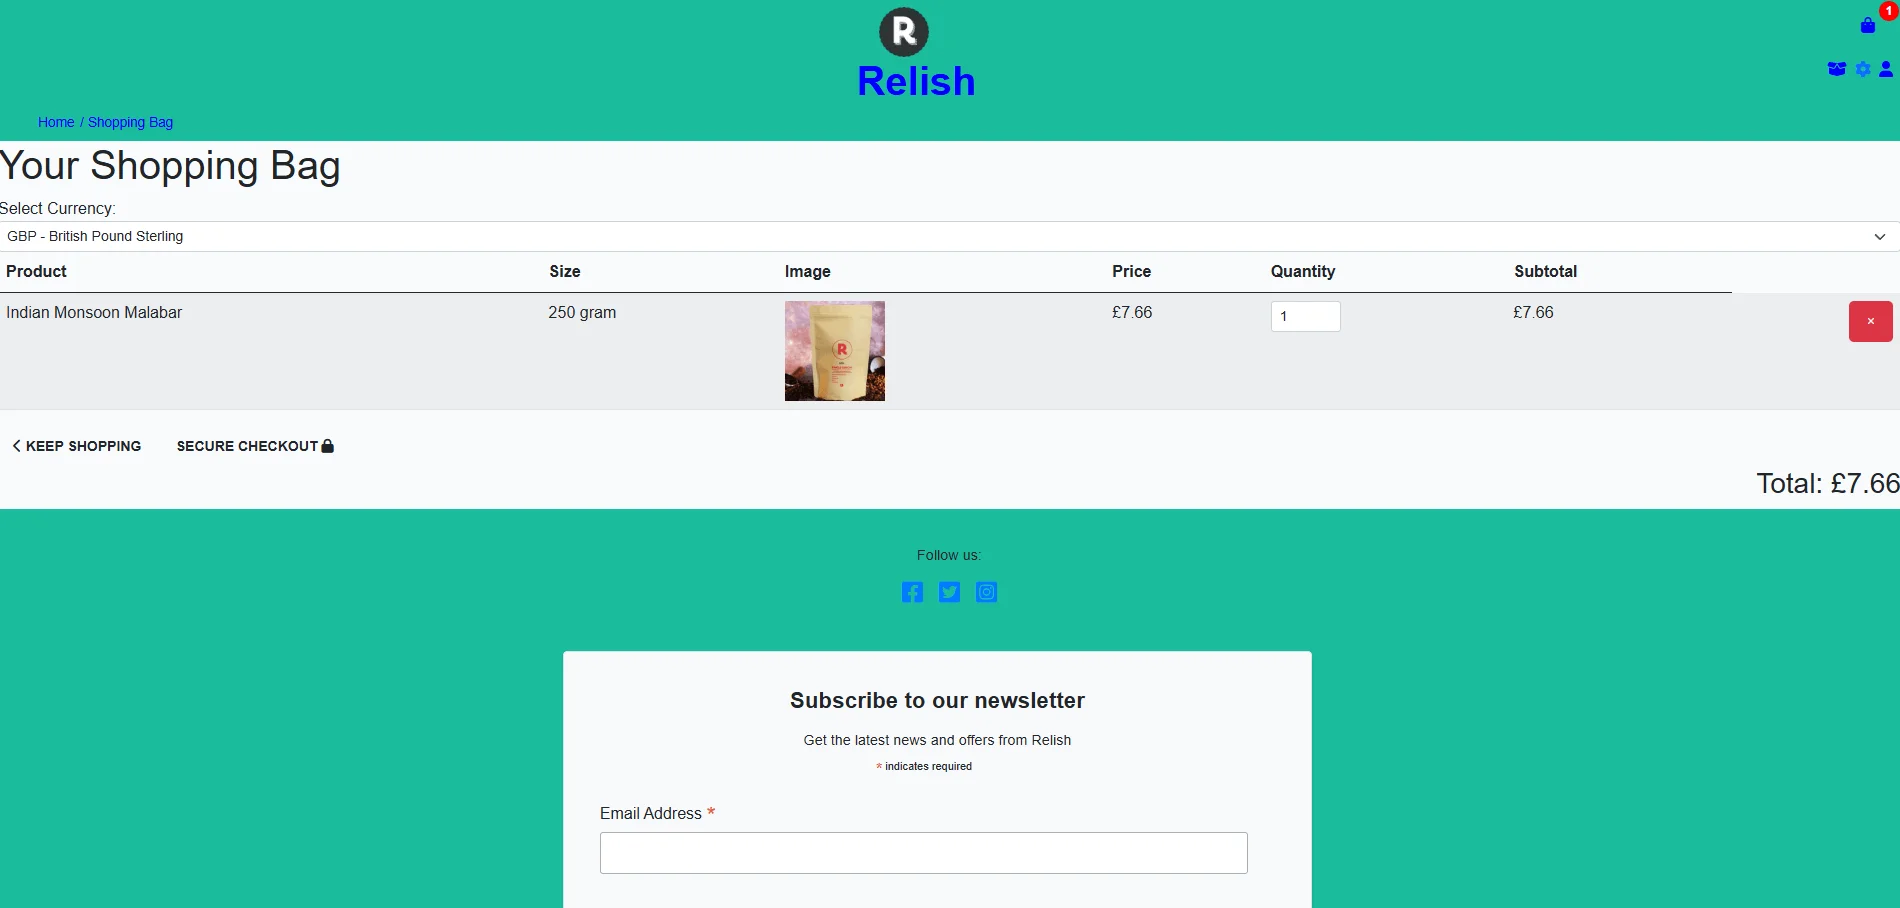 R
1
Relish
Home / Shopping Bag
Your Shopping Bag
Select Currency:
GBP - British Pound Sterling
Product Size Image Price Quantity Subtotal
Indian Monsoon Malabar 250 gram £7.66 1 £7.66 ×
R
KEEP SHOPPING SECURE CHECKOUT
Total: £7.66
Follow us:
Subscribe to our newsletter
Get the latest news and offers from Relish
* indicates required
Email Address *